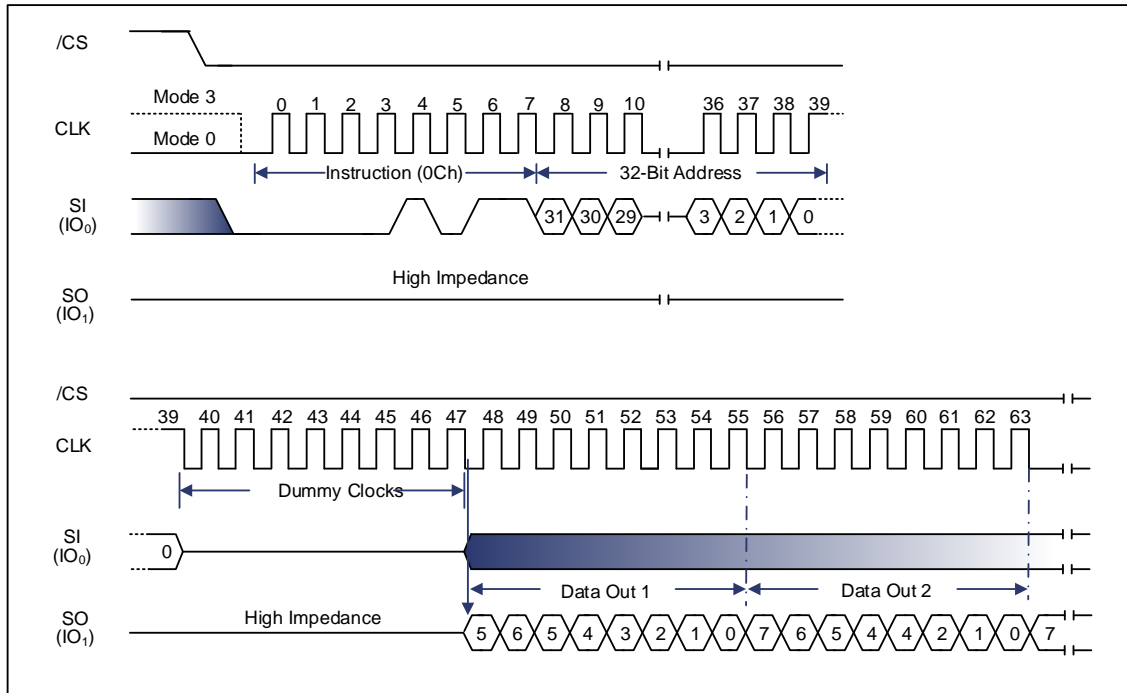 /CS
Mode 3
CLK
Mode 0
0 1 2 3 4 5 6 7 8 9 10 36 37 38 39
Instruction (0Ch)
32-Bit Address
SI
(IO0)
31 30 29 3 2 1 0
High Impedance
SO
(IO1)
/CS
39 40 41 42 43 44 45 46 47 48 49 50 51 52 53 54 55 56 57 58 59 60 61 62 63
CLK
Dummy Clocks
SI
(IO0)
0
Data Out 1
Data Out 2
SO
(IO1)
High Impedance
5 6 5 4 3 2 1 0 7 6 5 4 4 2 1 0 7